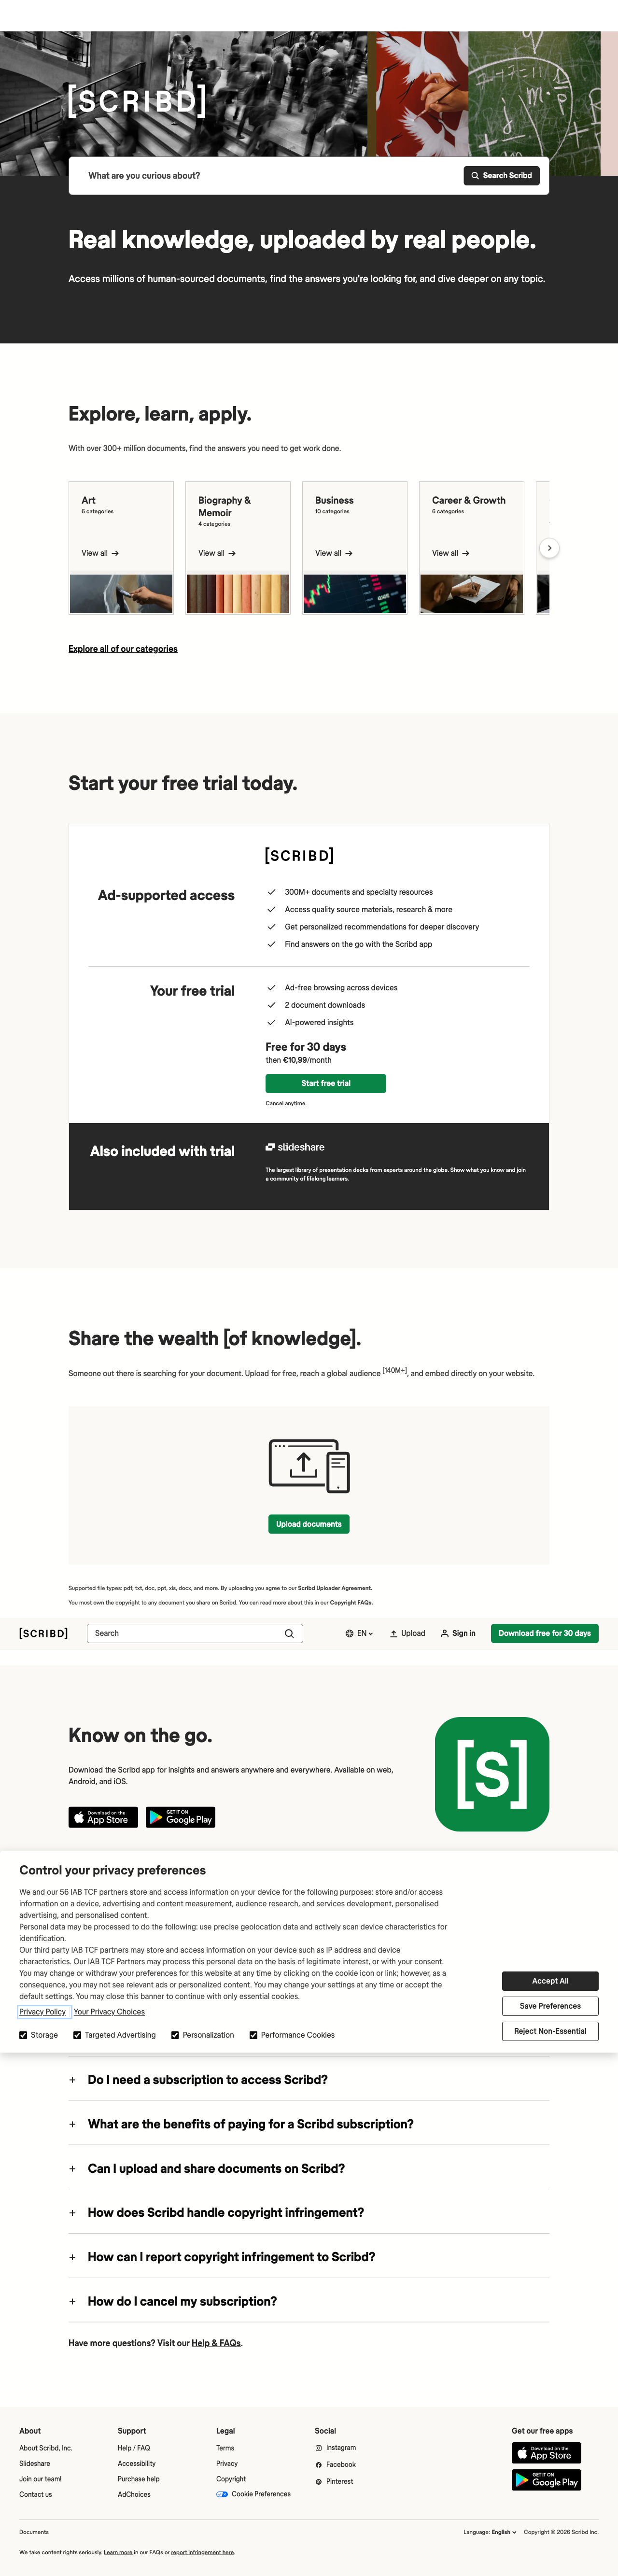 [SCRIBD]
What are you curious about?
Search Scribd
Real knowledge, uploaded by real people.
Access millions of human-sourced documents, find the answers you're looking for, and dive deeper on any topic.
Explore, learn, apply.
With over 300+ million documents, find the answers you need to get work done.
Art
6 categories
View all
Biography &
Memoir
4 categories
View all
Business
10 categories
View all
Career & Growth
6 categories
View all
Explore all of our categories
Start your free trial today.
[SCRIBD]
Ad-supported access
300M+ documents and specialty resources
Access quality source materials, research & more
Get personalized recommendations for deeper discovery
Find answers on the go with the Scribd app
Your free trial
Ad-free browsing across devices
2 document downloads
AI-powered insights
Free for 30 days
then €10,99/month
Start free trial
Cancel anytime.
Also included with trial
slideshare
The largest library of presentation decks from experts around the globe. Show what you know and join
a community of lifelong learners.
Share the wealth [of knowledge].
Someone out there is searching for your document. Upload for free, reach a global audience [140M+], and embed directly on your website.
Upload documents
Supported file types: pdf, txt, doc, ppt, xls, docx, and more. By uploading you agree to our Scribd Uploader Agreement.
You must own the copyright to any document you share on Scribd. You can read more about this in our Copyright FAQs.
[SCRIBD]
Search
EN
Upload
Sign in
Download free for 30 days
Know on the go.
Download the Scribd app for insights and answers anywhere and everywhere. Available on web,
Android, and iOS.
Download on the
App Store
GET IT ON
Google Play
[S]
Control your privacy preferences
We and our 56 IAB TCF partners store and access information on your device for the following purposes: store and/or access
information on a device, advertising and content measurement, audience research, and services development, personalised
advertising, and personalised content.
Personal data may be processed to do the following: use precise geolocation data and actively scan device characteristics for
identification.
Our third party IAB TCF partners may store and access information on your device such as IP address and device
characteristics. Our IAB TCF Partners may process this personal data on the basis of legitimate interest, or with your consent.
You may change or withdraw your preferences for this website at any time by clicking on the cookie icon or link; however, as a
consequence, you may not see relevant ads or personalized content. You may change your settings at any time or accept the
default settings. You may close this banner to continue with only essential cookies.
Privacy Policy
Your Privacy Choices
Storage
Targeted Advertising
Personalization
Performance Cookies
Accept All
Save Preferences
Reject Non-Essential
Do I need a subscription to access Scribd?
What are the benefits of paying for a Scribd subscription?
Can I upload and share documents on Scribd?
How does Scribd handle copyright infringement?
How can I report copyright infringement to Scribd?
How do I cancel my subscription?
Have more questions? Visit our Help & FAQs.
About
About Scribd, Inc.
Slideshare
Join our team!
Contact us
Support
Help / FAQ
Accessibility
Purchase help
AdChoices
Legal
Terms
Privacy
Copyright
Cookie Preferences
Social
Instagram
Facebook
Pinterest
Get our free apps
Download on the
App Store
GET IT ON
Google Play
Documents
Language: English
Copyright © 2026 Scribd Inc.
We take content rights seriously. Learn more in our FAQs or report infringement here.